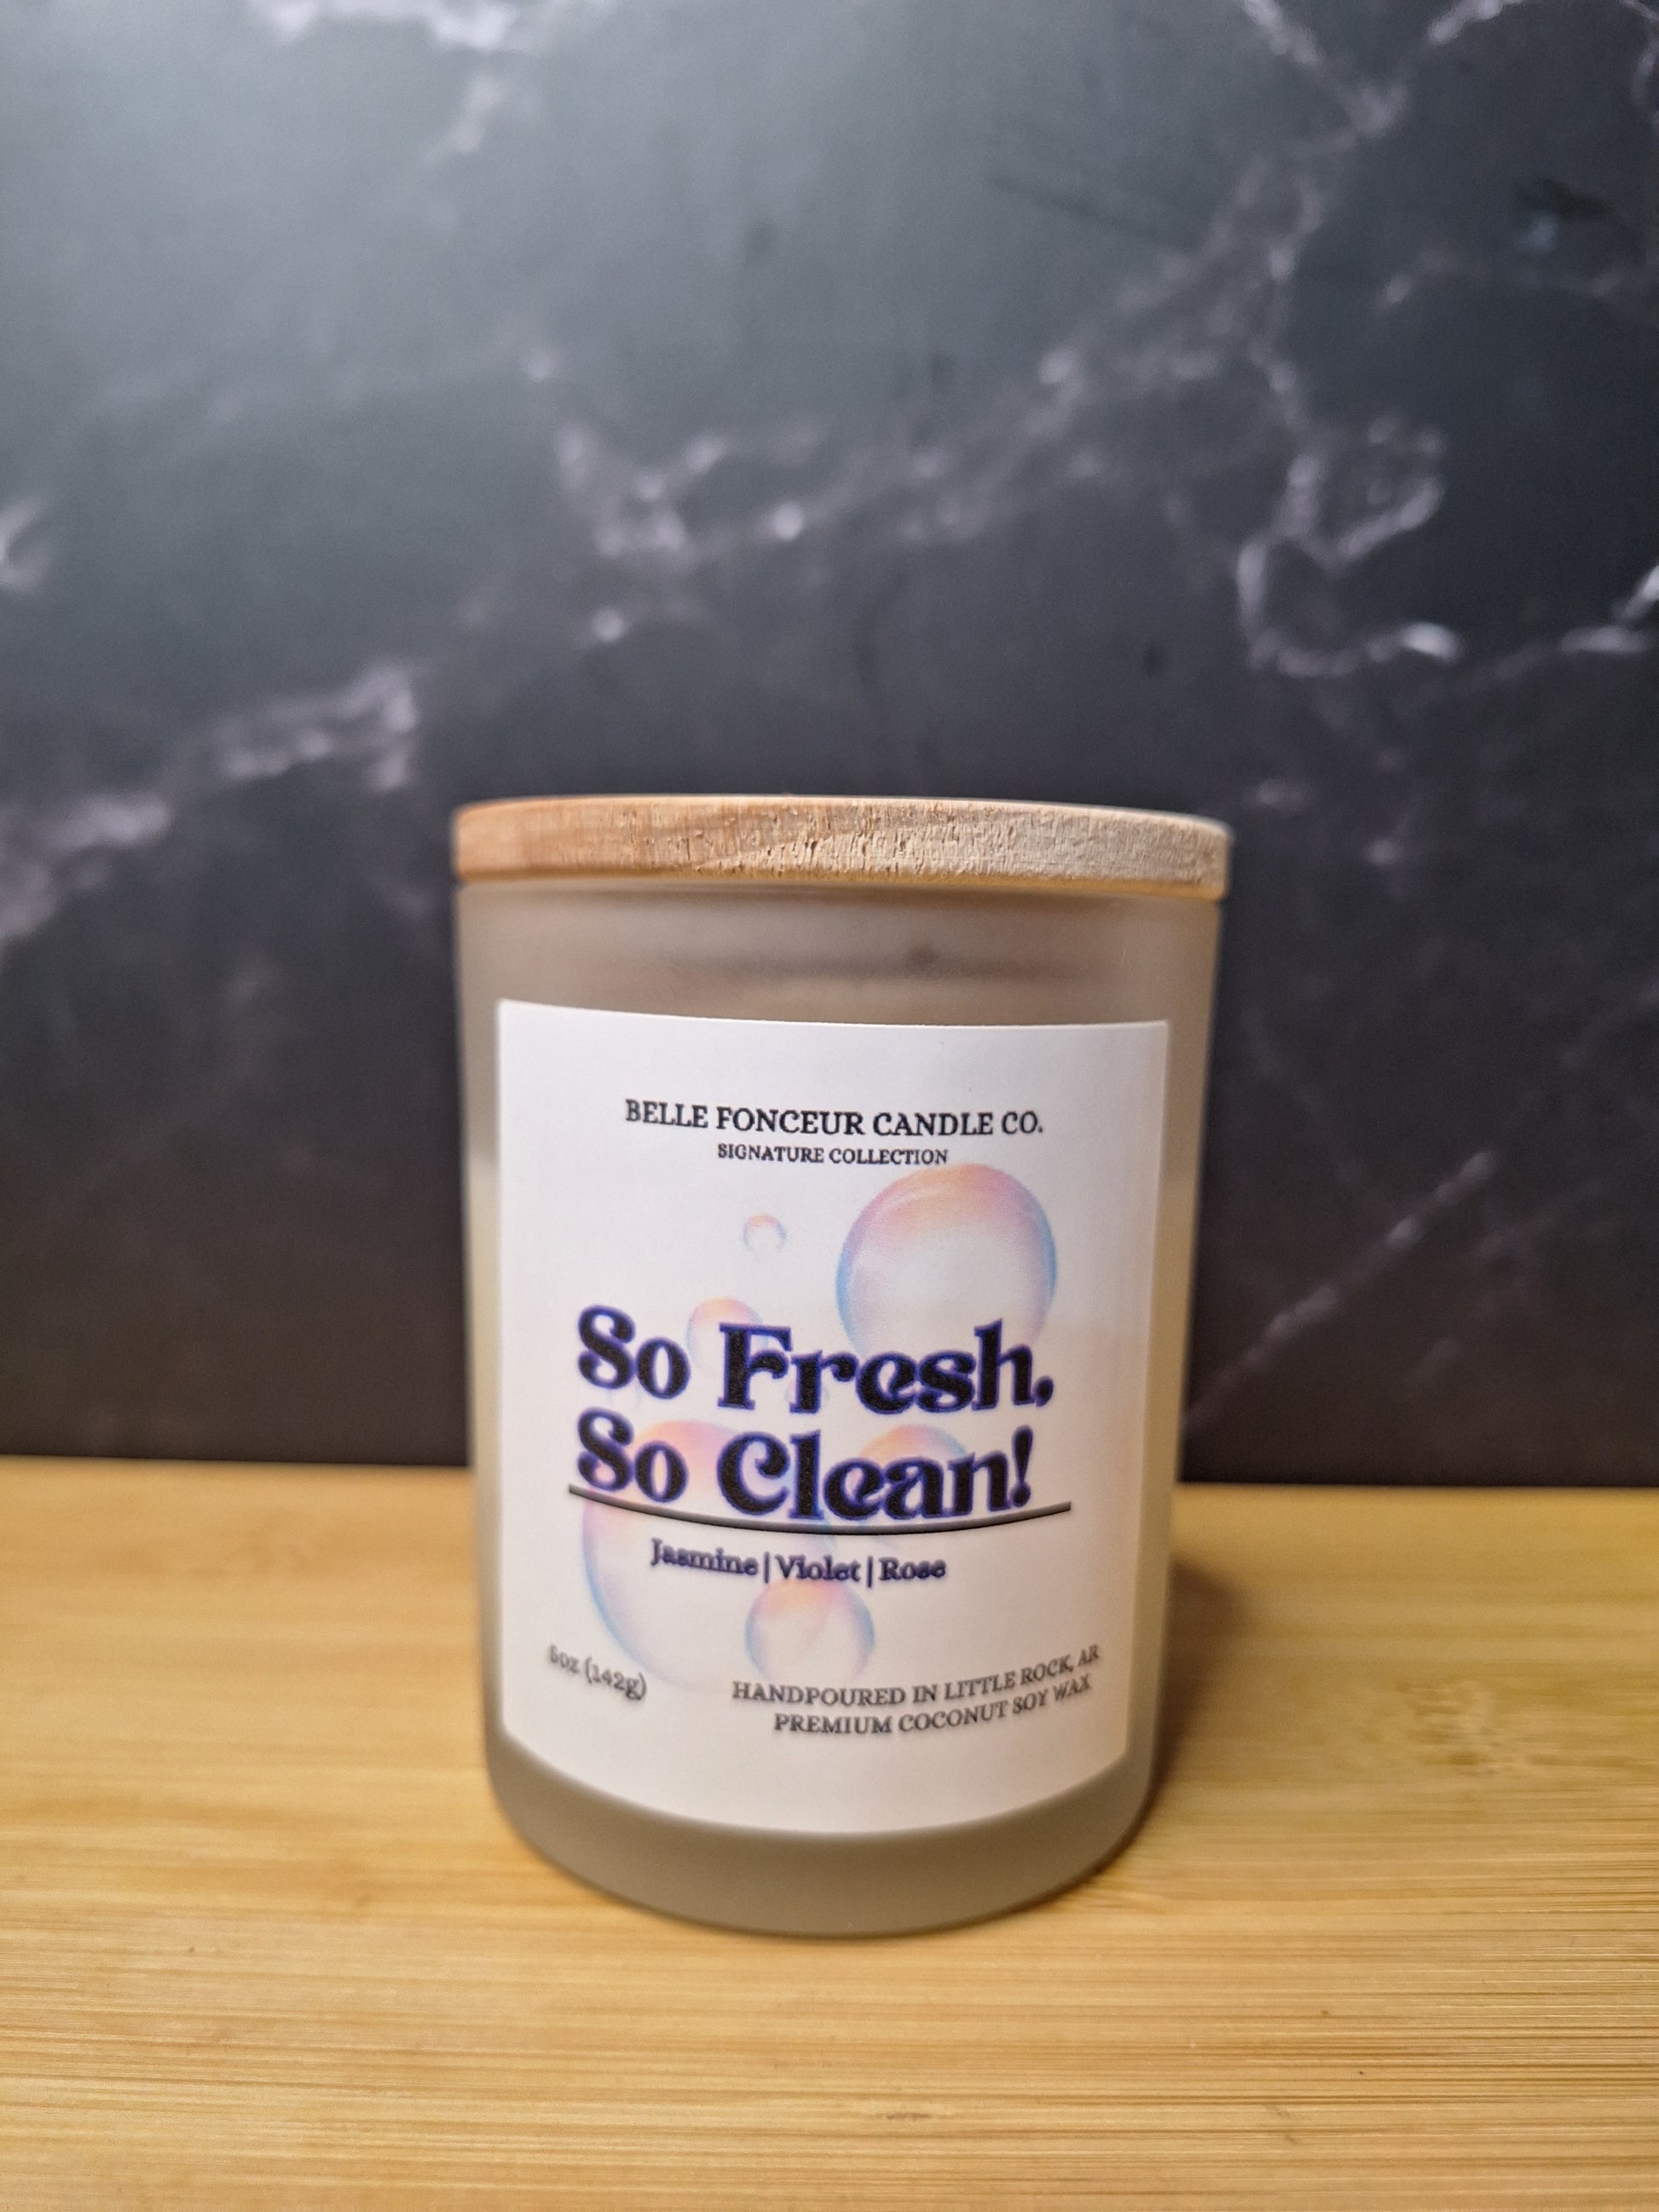 BELLE FONCEUR CANDLE CO.
SIGNATURE COLLECTION
So Fresh,
So Clean!
Jasmine | Violet | Rose
5oz (142g)
HANDPOURED IN LITTLE ROCK, AR
PREMIUM COCONUT SOY WAX